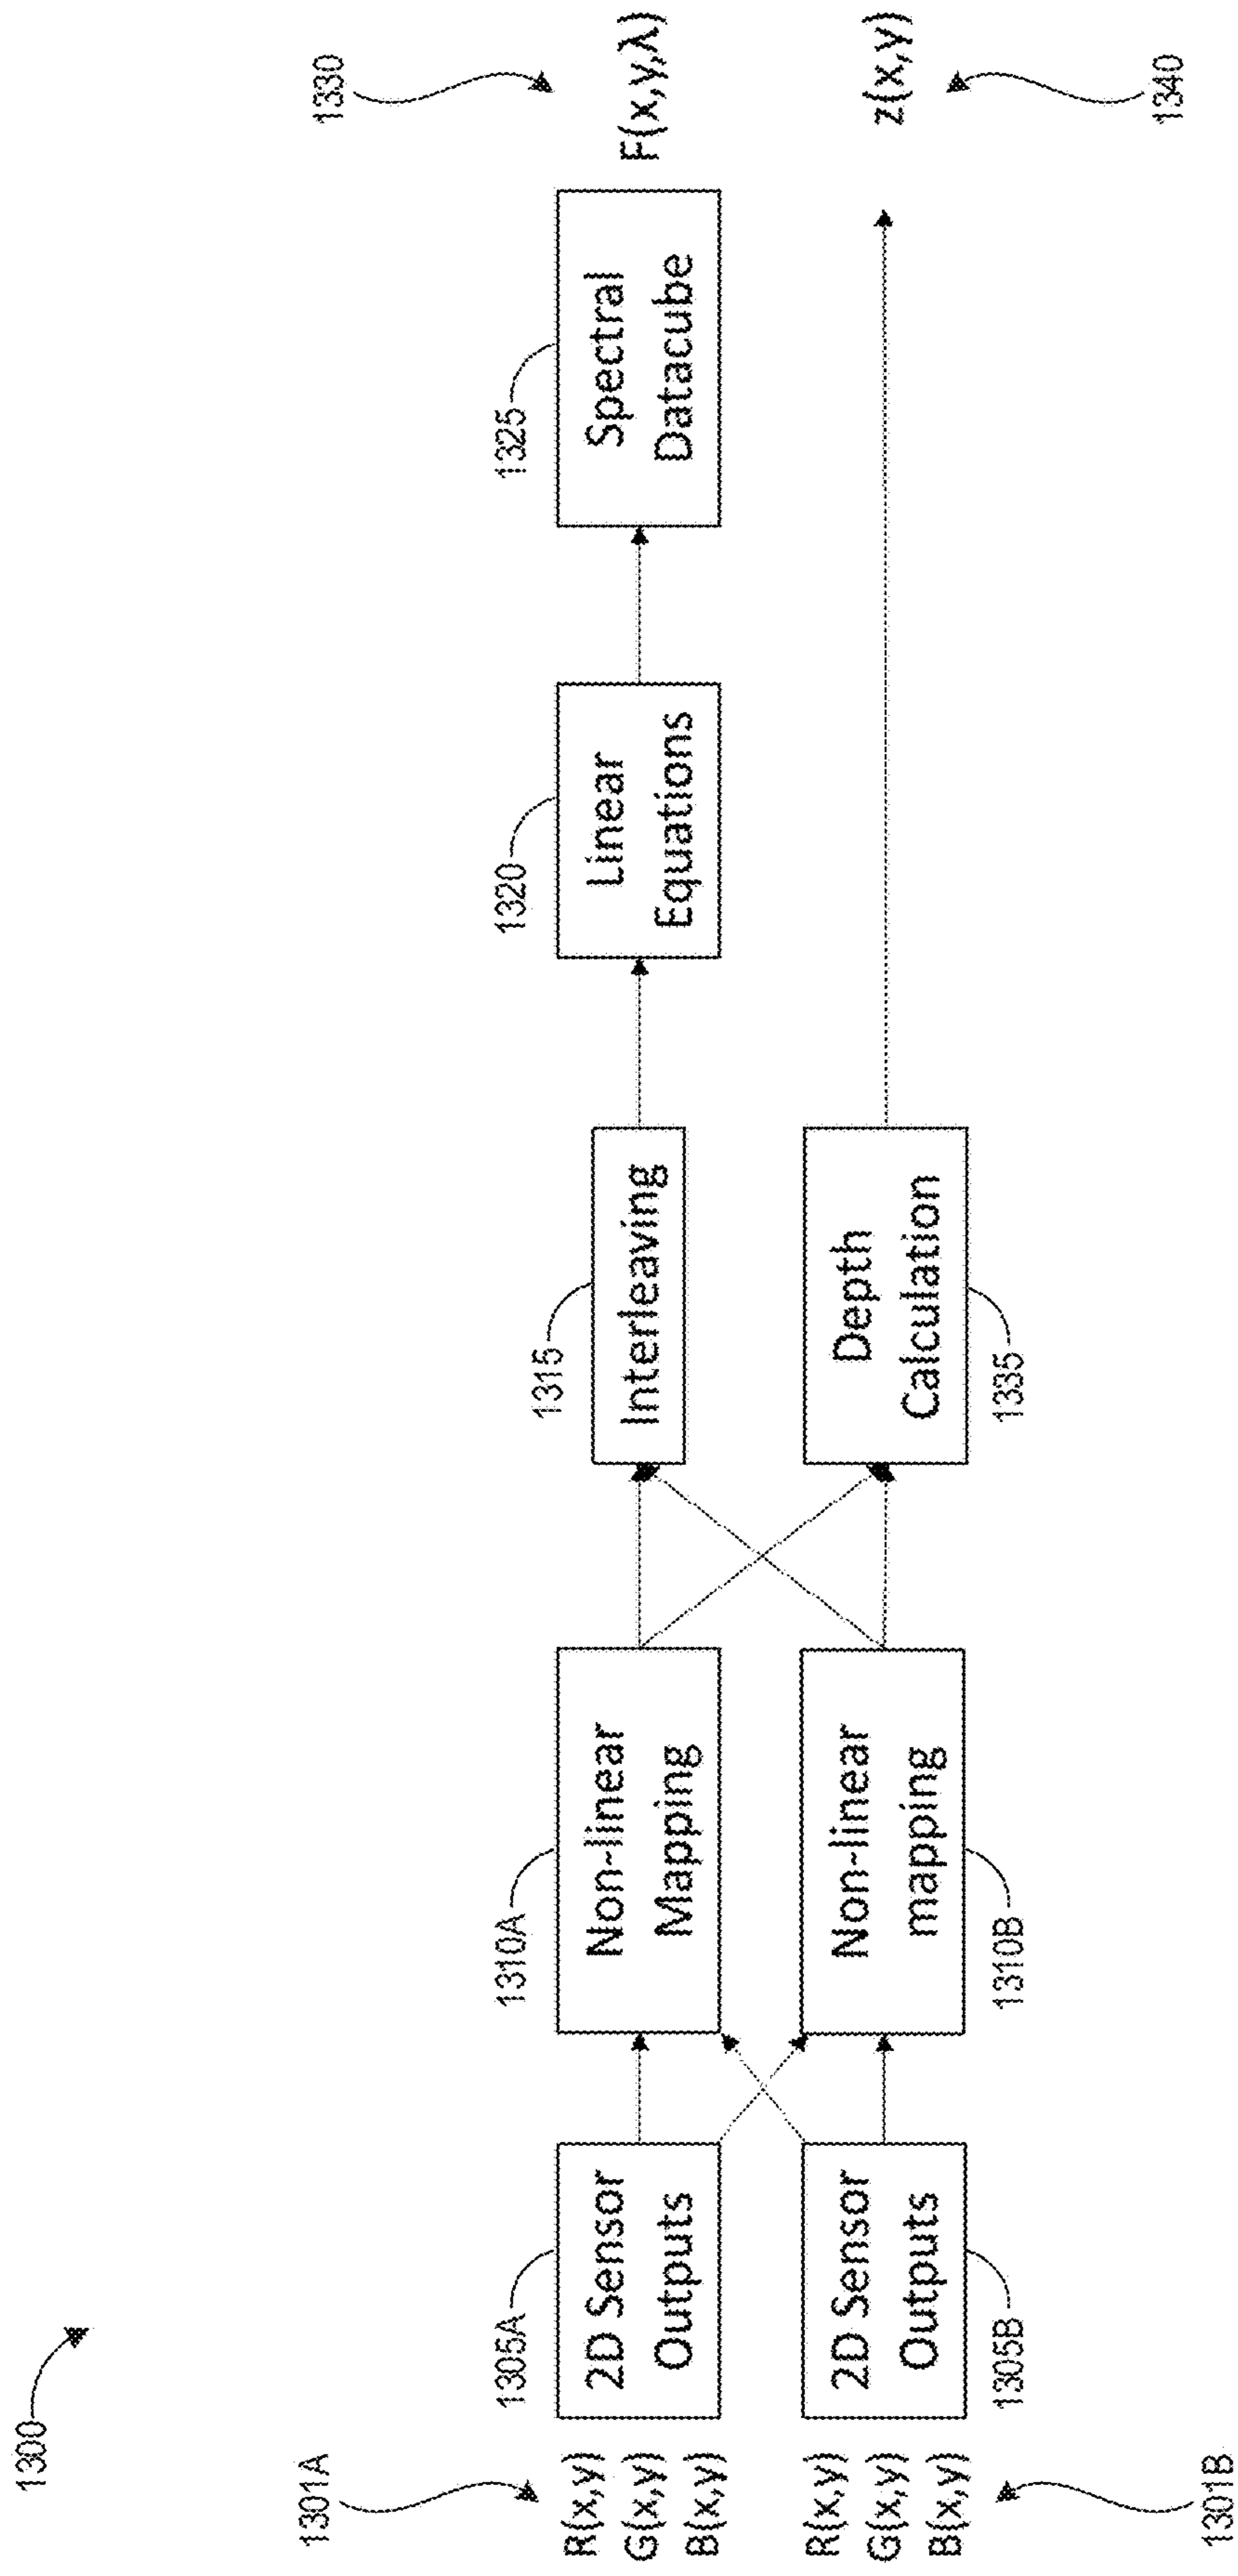 1300
1301A
R(x,y)
G(x,y)
B(x,y)
1305A
2D Sensor
Outputs
1310A
Non-linear
Mapping
1315
Interleaving
1320
Linear
Equations
1325
Spectral
Datacube
1330
F(x,y,λ)
R(x,y)
G(x,y)
B(x,y)
1301B
2D Sensor
Outputs
1305B
Non-linear
mapping
1310B
Depth
Calculation
1335
z(x,y)
1340